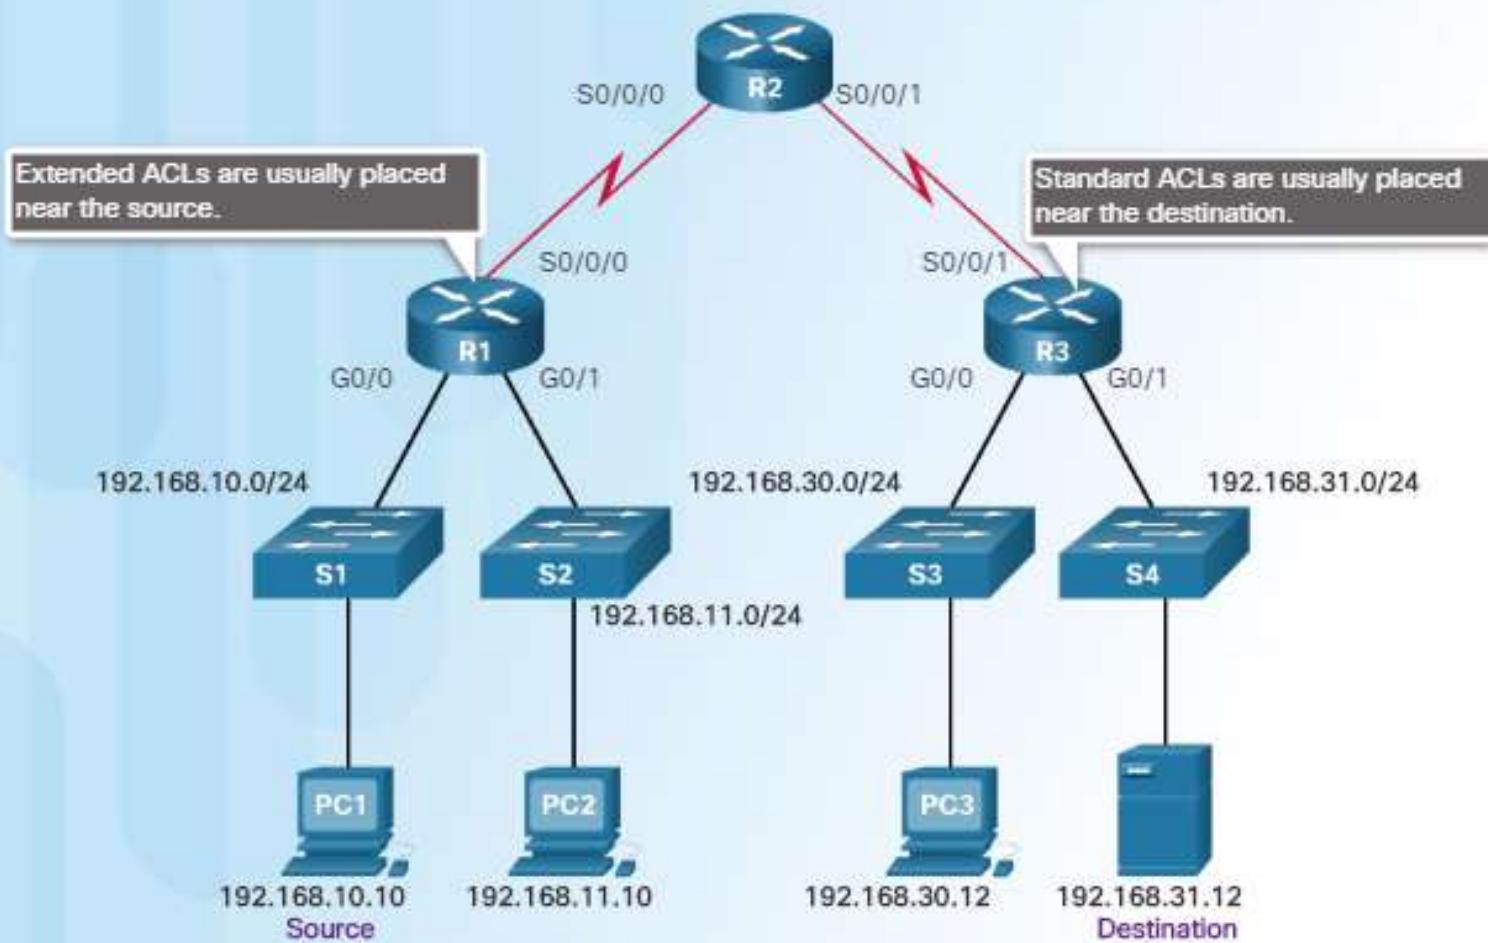 R2
S0/0/0
S0/0/1
Extended ACLs are usually placed
near the source.
Standard ACLs are usually placed
near the destination.
S0/0/0
S0/0/1
R1
R3
G0/0
G0/1
G0/0
G0/1
192.168.10.0/24
192.168.30.0/24
192.168.31.0/24
S1
S2
S3
S4
192.168.11.0/24
PC1
PC2
PC3
192.168.10.10
192.168.11.10
192.168.30.12
192.168.31.12
Source
Destination